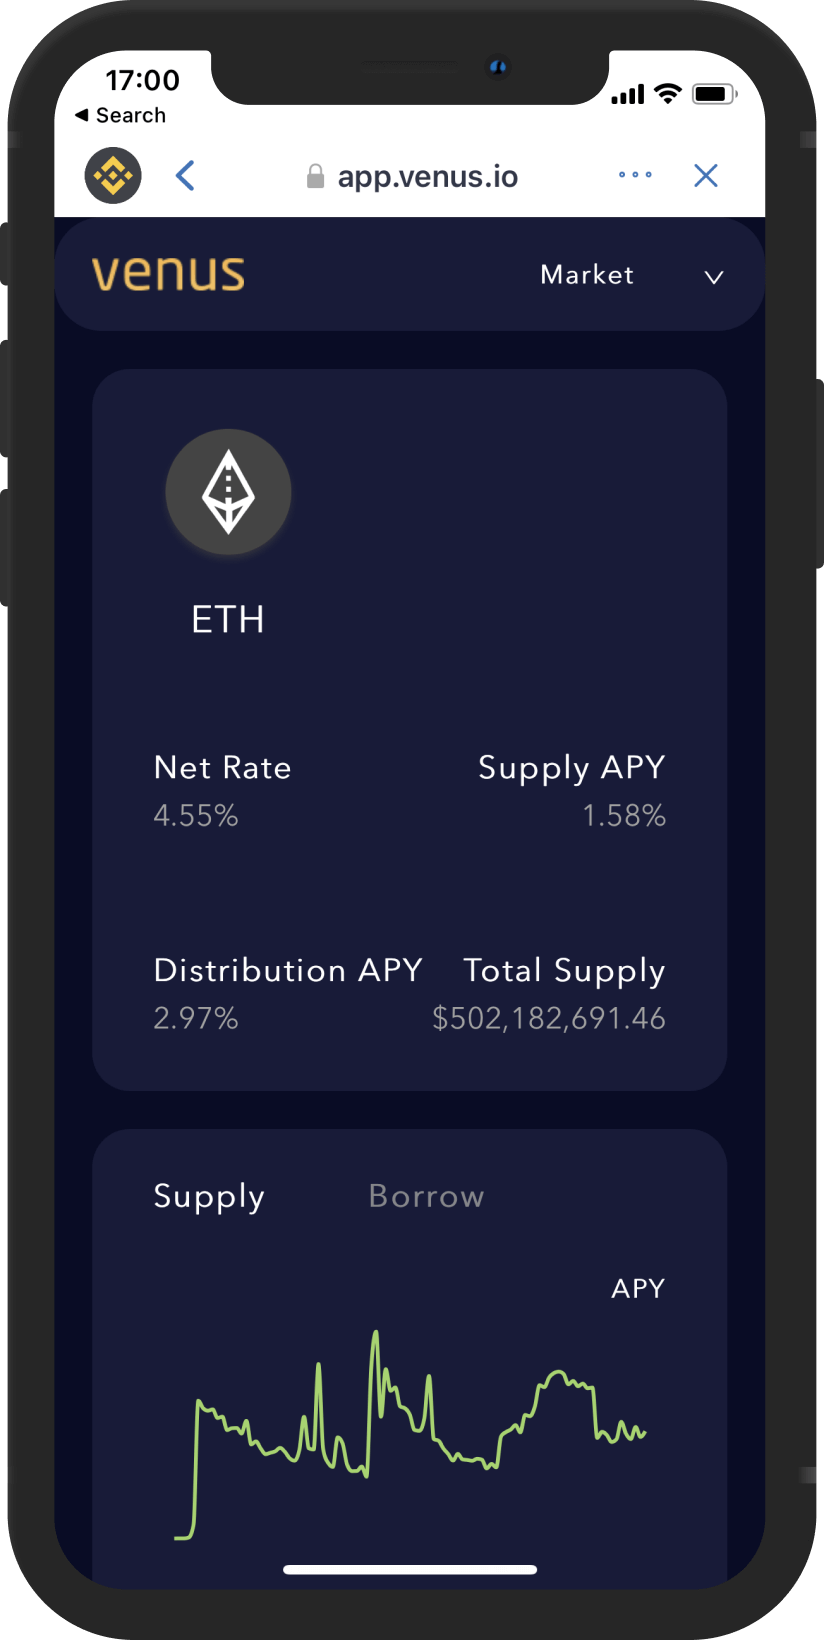 17:00
Search
app.venus.io
venus
Market
ETH
Net Rate Supply APY
4.55% 1.58%
Distribution APY Total Supply
2.97% $502,182,691.46
Supply Borrow
APY